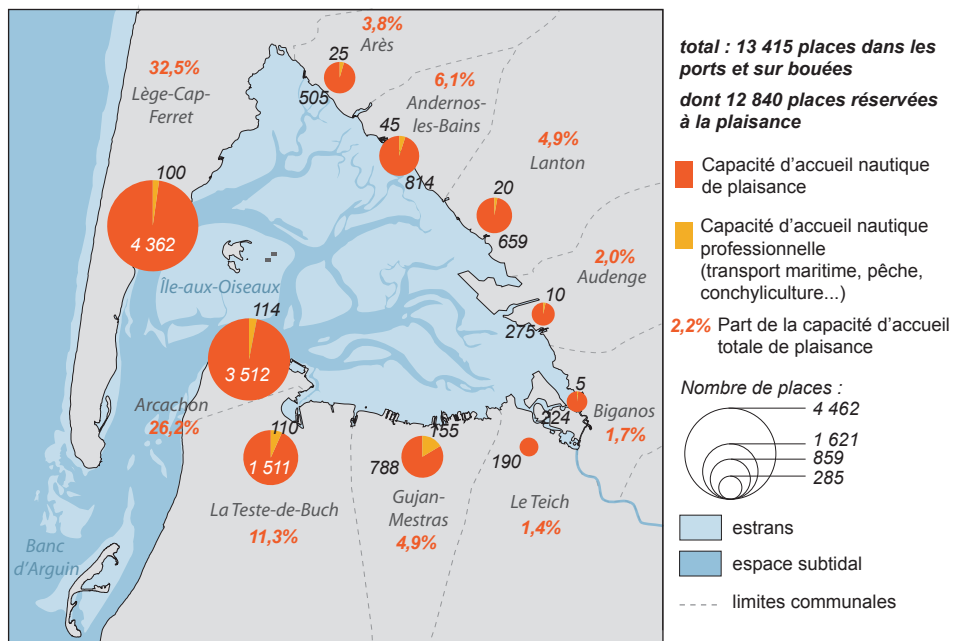 3,8%
Arès
25
505
32,5%
Lège-Cap-
Ferret
6,1%
Andernos-
les-Bains
45
814
4,9%
Lanton
20
659
100
4 362
Île-aux-Oiseaux
2,0%
Audenge
10
275
114
3 512
Arcachon
26,2%
5
224
Biganos
1,7%
110
1 511
La Teste-de-Buch
11,3%
155
788
Gujan-
Mestras
4,9%
190
Le Teich
1,4%
Banc
d'Arguin
total : 13 415 places dans les
ports et sur bouées
dont 12 840 places réservées
à la plaisance
Capacité d'accueil nautique
de plaisance
Capacité d'accueil nautique
professionnelle
(transport maritime, pêche,
conchyliculture...)
2,2% Part de la capacité d'accueil
totale de plaisance
Nombre de places :
4 462
1 621
859
285
estrans
espace subtidal
limites communales